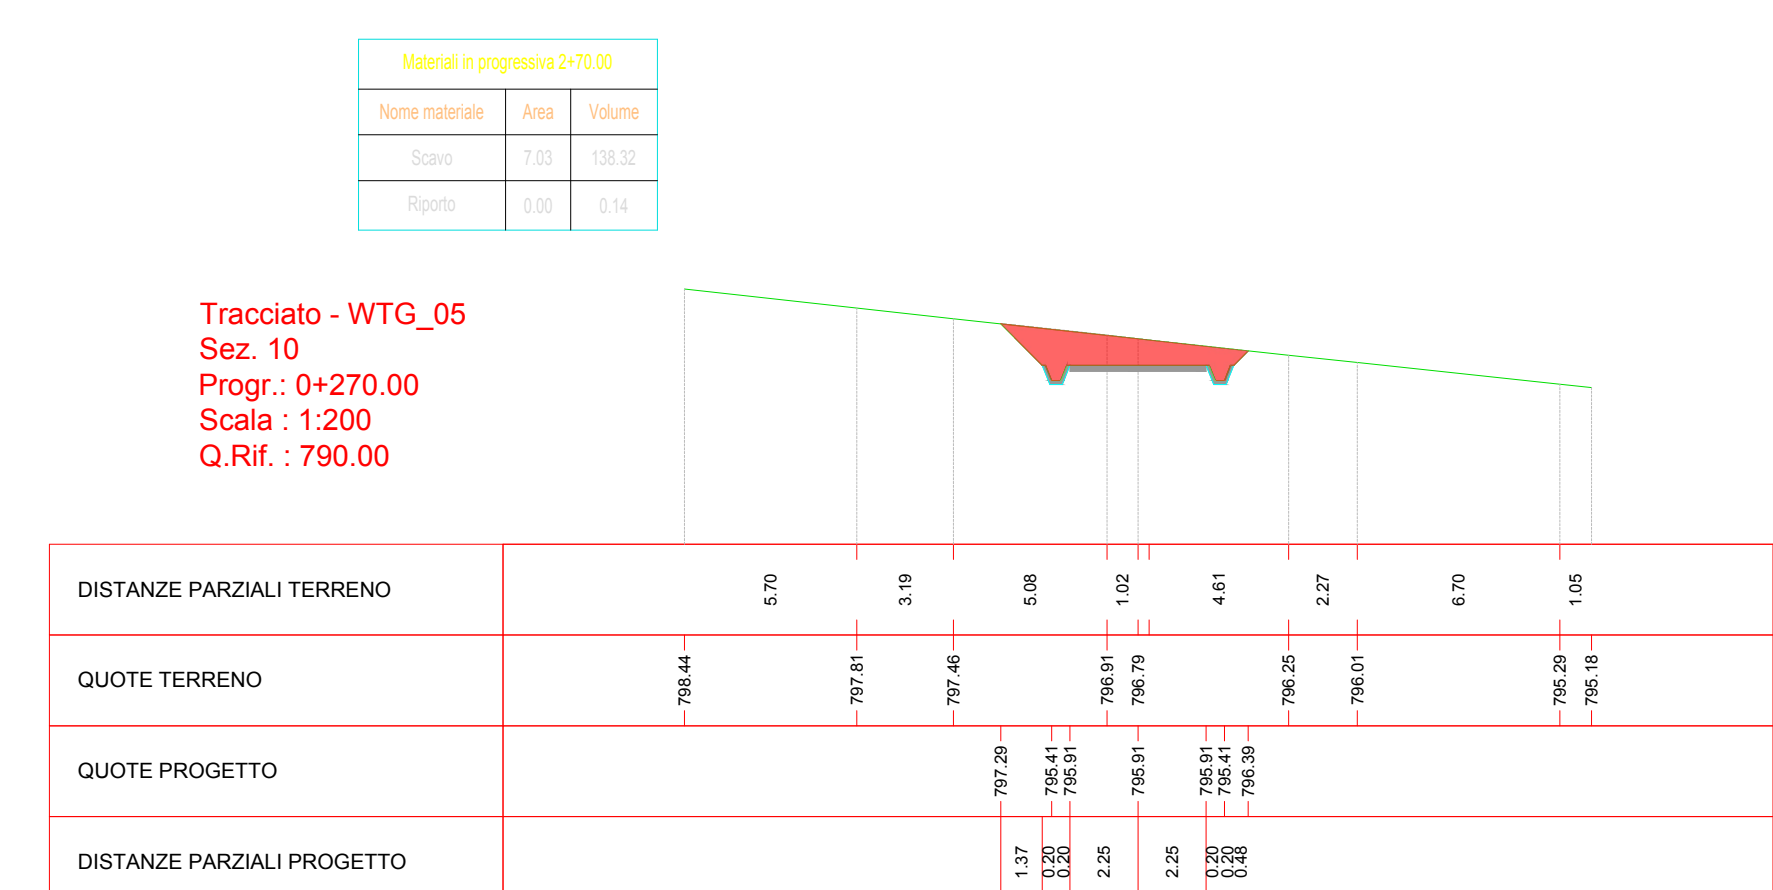 Materiali in progressiva 2+70.00
Nome materiale Area Volume
Scavo 7.03 138.32
Riporto 0.00 0.14
Tracciato - WTG_05
Sez. 10
Progr.: 0+270.00
Scala : 1:200
Q.Rif. : 790.00
DISTANZE PARZIALI TERRENO 5.70 3.19 5.08 1.02 4.61 2.27 6.70 1.05
QUOTE TERRENO 798.44 797.81 797.46 796.91 796.79 796.25 796.01 795.29 795.18
QUOTE PROGETTO 797.29 795.41 795.91 795.91 795.91 795.41 796.39
DISTANZE PARZIALI PROGETTO 1.37 0.20 0.20 2.25 2.25 0.20 0.20 0.48